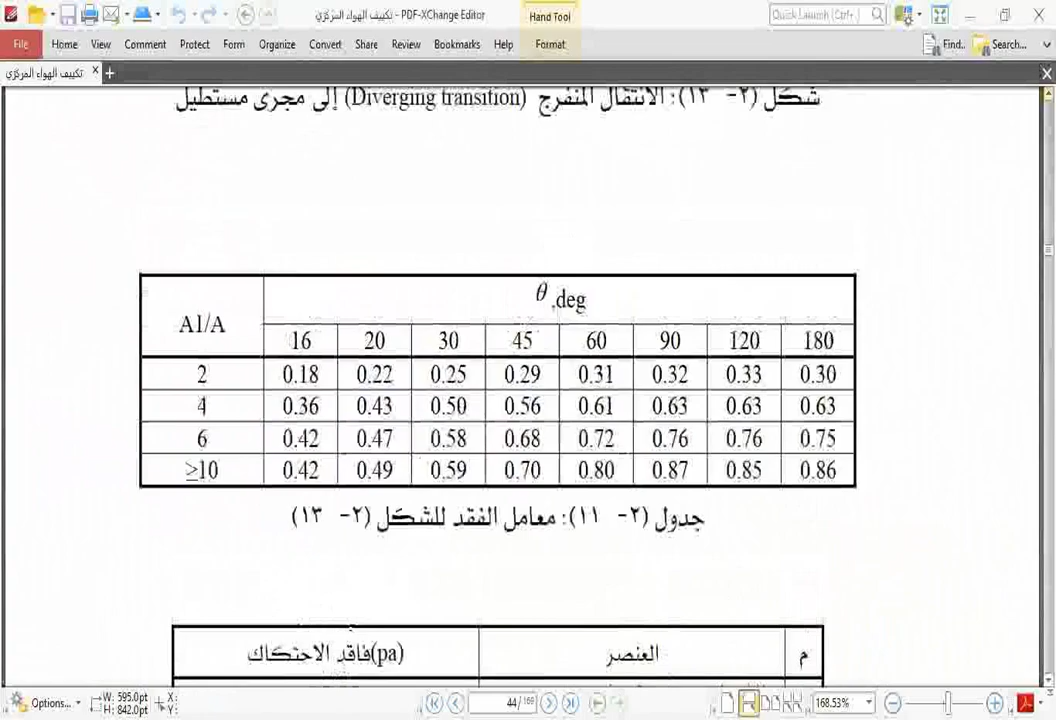 تكييف الهواء المركزي - PDF-XChange Editor
Hand Tool
Quick Launch (Ctrl+.)
File Home View Comment Protect Form Organize Convert Share Review Bookmarks Help Format
Find.. Search...
تكييف الهواء المركزي
شكل (٢- ١٣): الانتقال المنفرج (Diverging transition) إلى مجرى مستطيل
A1/A θ ,deg
16 20 30 45 60 90 120 180
2 0.18 0.22 0.25 0.29 0.31 0.32 0.33 0.30
4 0.36 0.43 0.50 0.56 0.61 0.63 0.63 0.63
6 0.42 0.47 0.58 0.68 0.72 0.76 0.76 0.75
≥10 0.42 0.49 0.59 0.70 0.80 0.87 0.85 0.86
جدول (٢- ١١): معامل الفقد للشكل (٢- ١٣)
م العنصر فاقد الاحتكاك(pa)
Options... W: 595.0pt X:
H: 842.0pt Y:
44 / 169
168.53%